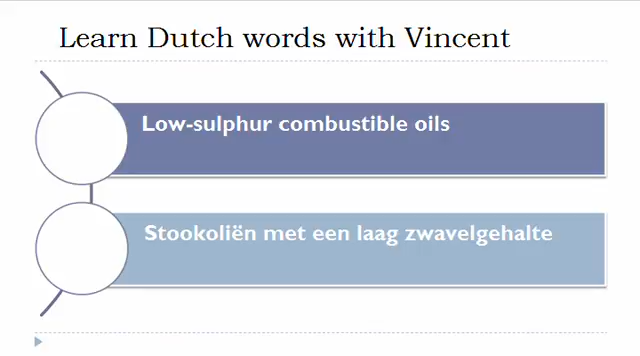 Learn Dutch words with Vincent
Low-sulphur combustible oils
Stookoliën met een laag zwavelgehalte